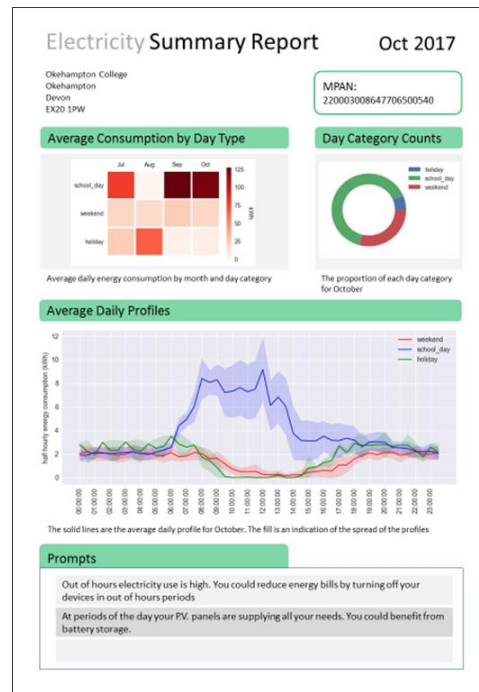 Electricity Summary Report
Oct 2017
Okehampton College
Okehampton
Devon
EX20 1PW
MPAN:
220003008647706500540
Average Consumption by Day Type
Jul Aug Sep Oct
school_day
weekend
holiday
125
100
75
50
25
0
kWh
Average daily energy consumption by month and day category
Day Category Counts
holiday
school_day
weekend
The proportion of each day category
for October
Average Daily Profiles
half hourly energy consumption (kWh)
12
10
8
6
4
2
0
weekend
school_day
holiday
00:00:00 01:00:00 02:00:00 03:00:00 04:00:00 05:00:00 06:00:00 07:00:00 08:00:00 09:00:00 10:00:00 11:00:00 12:00:00 13:00:00 14:00:00 15:00:00 16:00:00 17:00:00 18:00:00 19:00:00 20:00:00 21:00:00 22:00:00 23:00:00
The solid lines are the average daily profile for October. The fill is an indication of the spread of the profiles
Prompts
Out of hours electricity use is high. You could reduce energy bills by turning off your
devices in out of hours periods
At periods of the day your P.V. panels are supplying all your needs. You could benefit from
battery storage.